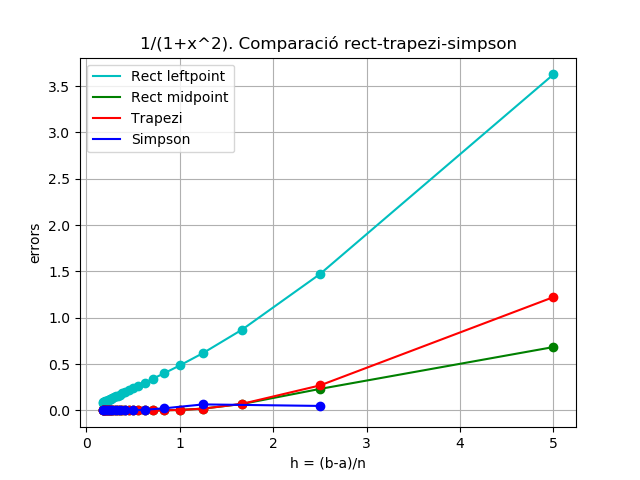 1/(1+x^2). Comparació rect-trapezi-simpson
Rect leftpoint
Rect midpoint
Trapezi
Simpson
errors
3.5
3.0
2.5
2.0
1.5
1.0
0.5
0.0
0 1 2 3 4 5
h = (b-a)/n